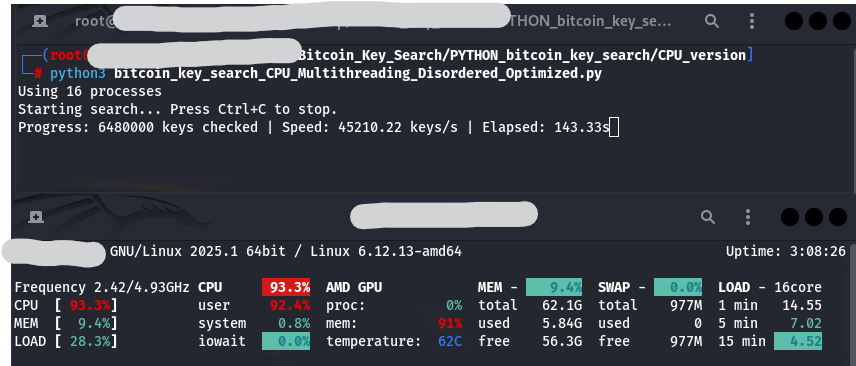 root@ THON_bitcoin_key_se...
(root Bitcoin_Key_Search/PYTHON_bitcoin_key_search/CPU_version]
# python3 bitcoin_key_search_CPU_Multithreading_Disordered_Optimized.py
Using 16 processes
Starting search... Press Ctrl+C to stop.
Progress: 6480000 keys checked | Speed: 45210.22 keys/s | Elapsed: 143.33s
GNU/Linux 2025.1 64bit / Linux 6.12.13-amd64 Uptime: 3:08:26
Frequency 2.42/4.93GHz CPU 93.3% AMD GPU MEM - 9.4% SWAP - 0.0% LOAD - 16core
CPU [ 93.3%] user 92.4% proc: 0% total 62.1G total 977M 1 min 14.55
MEM [ 9.4%] system 0.8% mem: 91% used 5.84G used 0 5 min 7.02
LOAD [ 28.3%] iowait 0.0% temperature: 62C free 56.3G free 977M 15 min 4.52